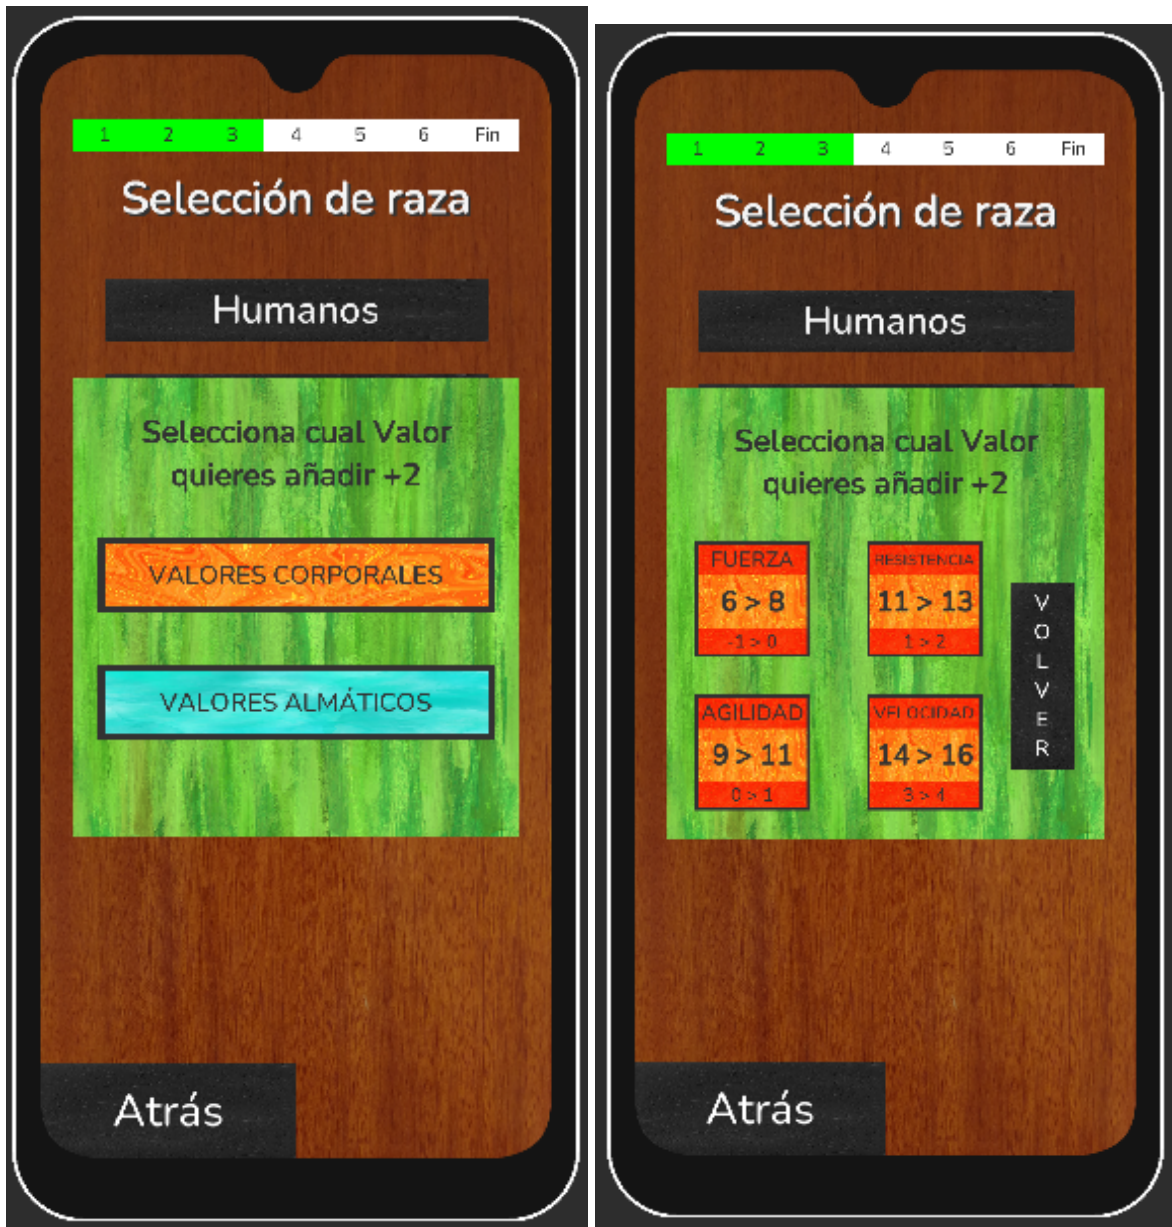 1 2 3 4 5 6 Fin
Selección de raza
Humanos
Selecciona cual Valor
quieres añadir +2
VALORES CORPORALES
VALORES ALMÁTICOS
Atrás
1 2 3 4 5 6 Fin
Selección de raza
Humanos
Selecciona cual Valor
quieres añadir +2
FUERZA
6 > 8
-1 > 0
RESISTENCIA
11 > 13
1 > 2
AGILIDAD
9 > 11
0 > 1
VELOCIDAD
14 > 16
3 > 4
VOLVER
Atrás